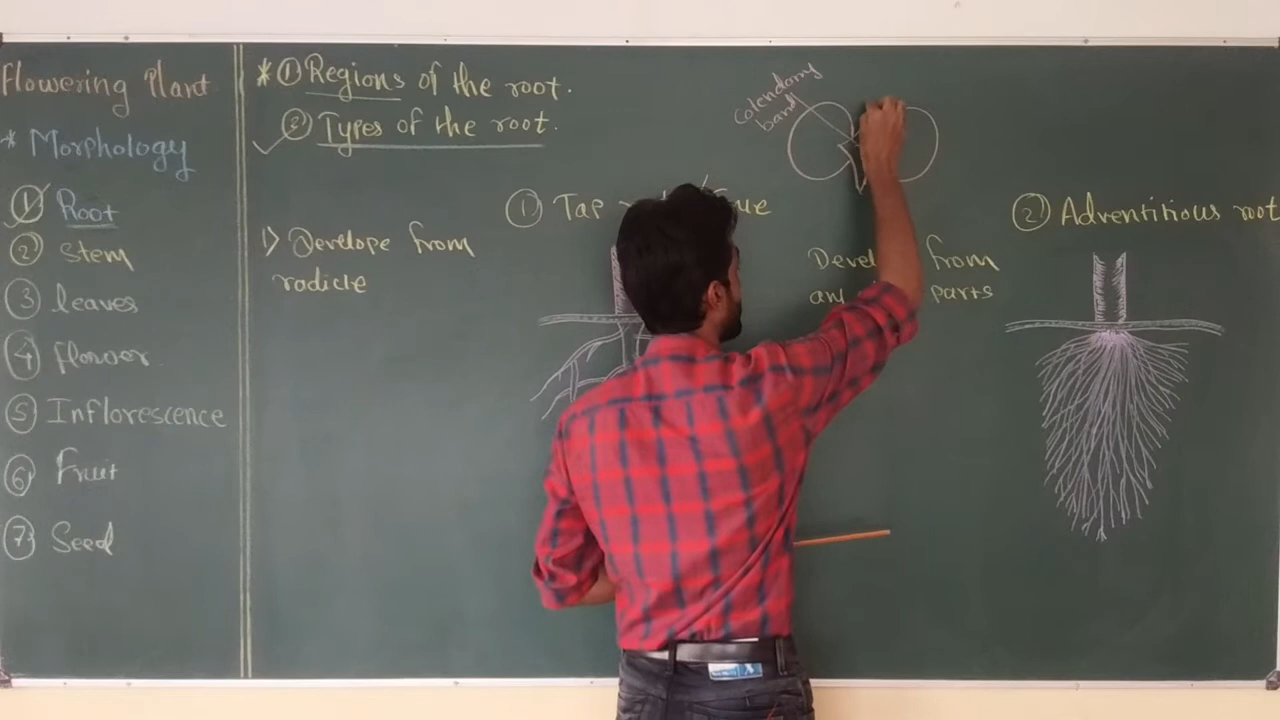 Flowering Plant
* Morphology
① Root
② Stem
③ leaves
④ flower
⑤ Inflorescence
⑥ Fruit
⑦ Seed
* ① Regions of the root.
② Types of the root.
Colendomy
band
① Tap
1) Develope from
radicle
from
parts
② Adventitious root